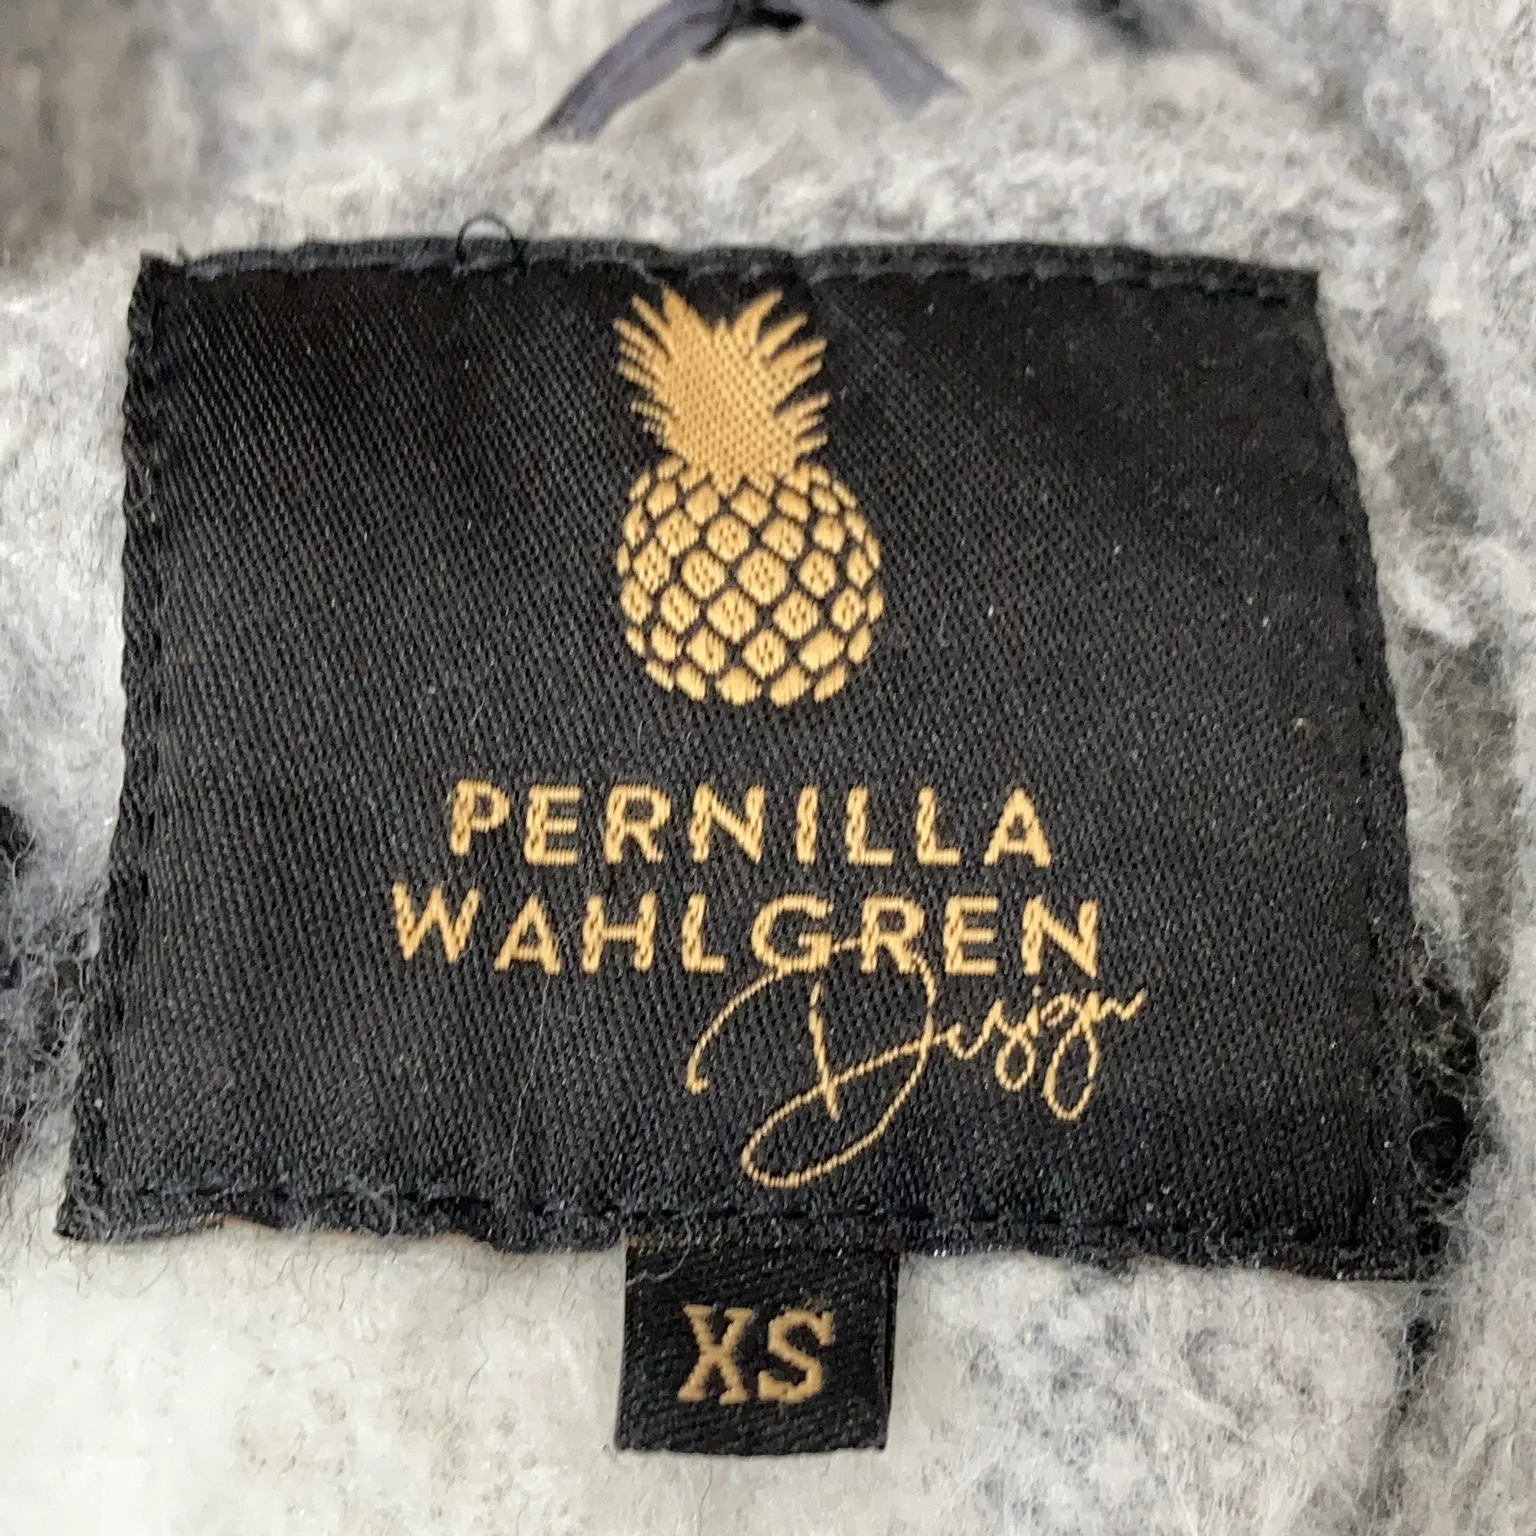 PERNILLA
WAHLGREN
Design
XS